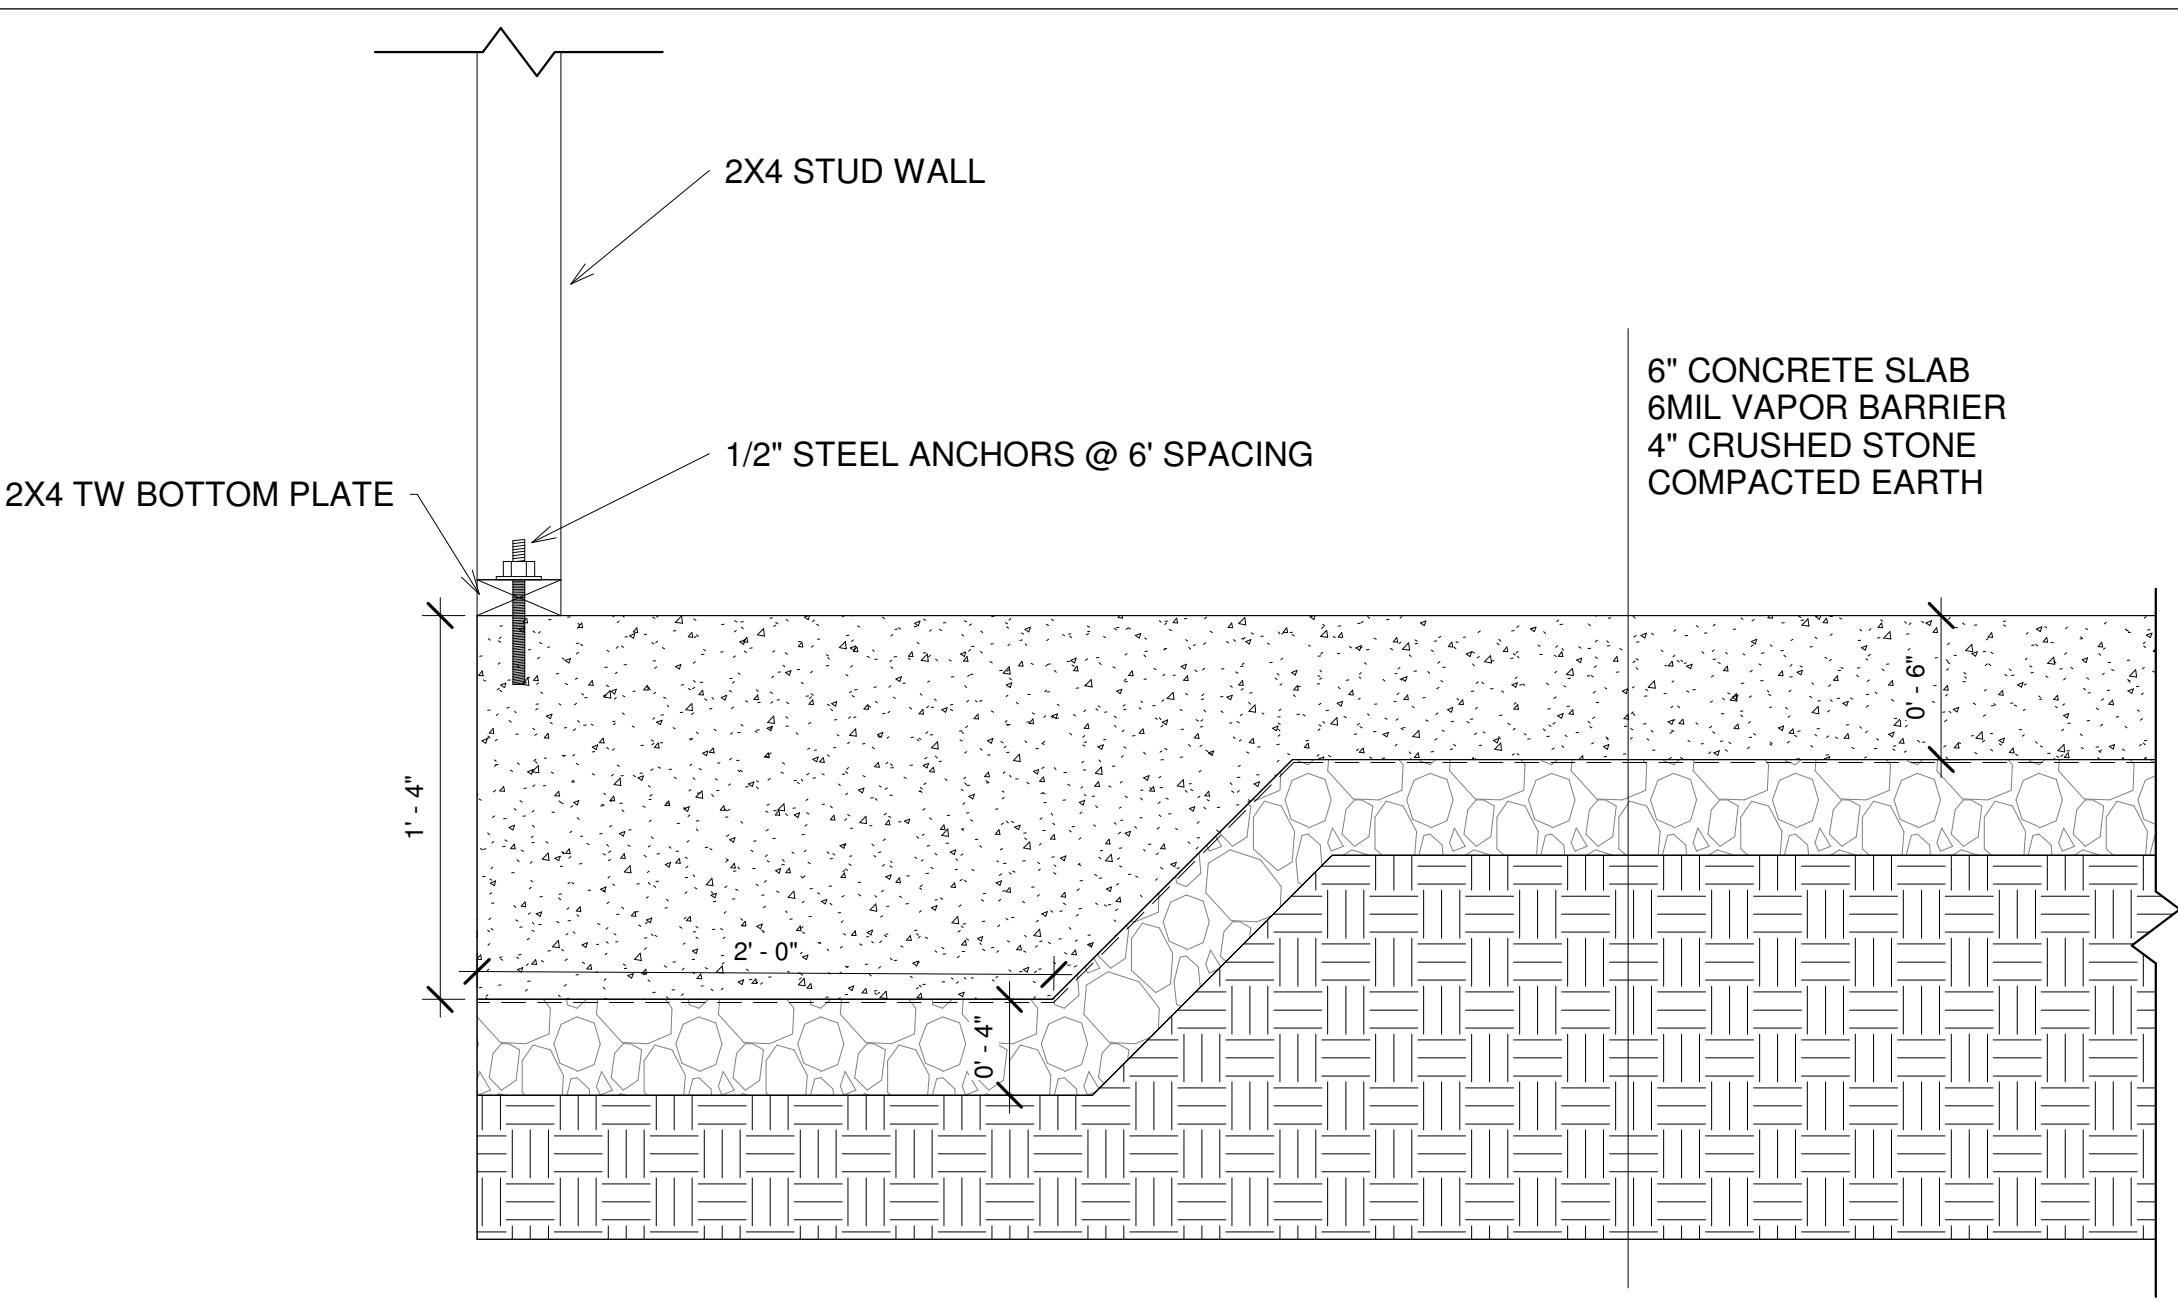 2X4 STUD WALL
6" CONCRETE SLAB
6MIL VAPOR BARRIER
4" CRUSHED STONE
COMPACTED EARTH
1/2" STEEL ANCHORS @ 6' SPACING
2X4 TW BOTTOM PLATE
0' - 6"
1' - 4"
2' - 0"
0' - 4"